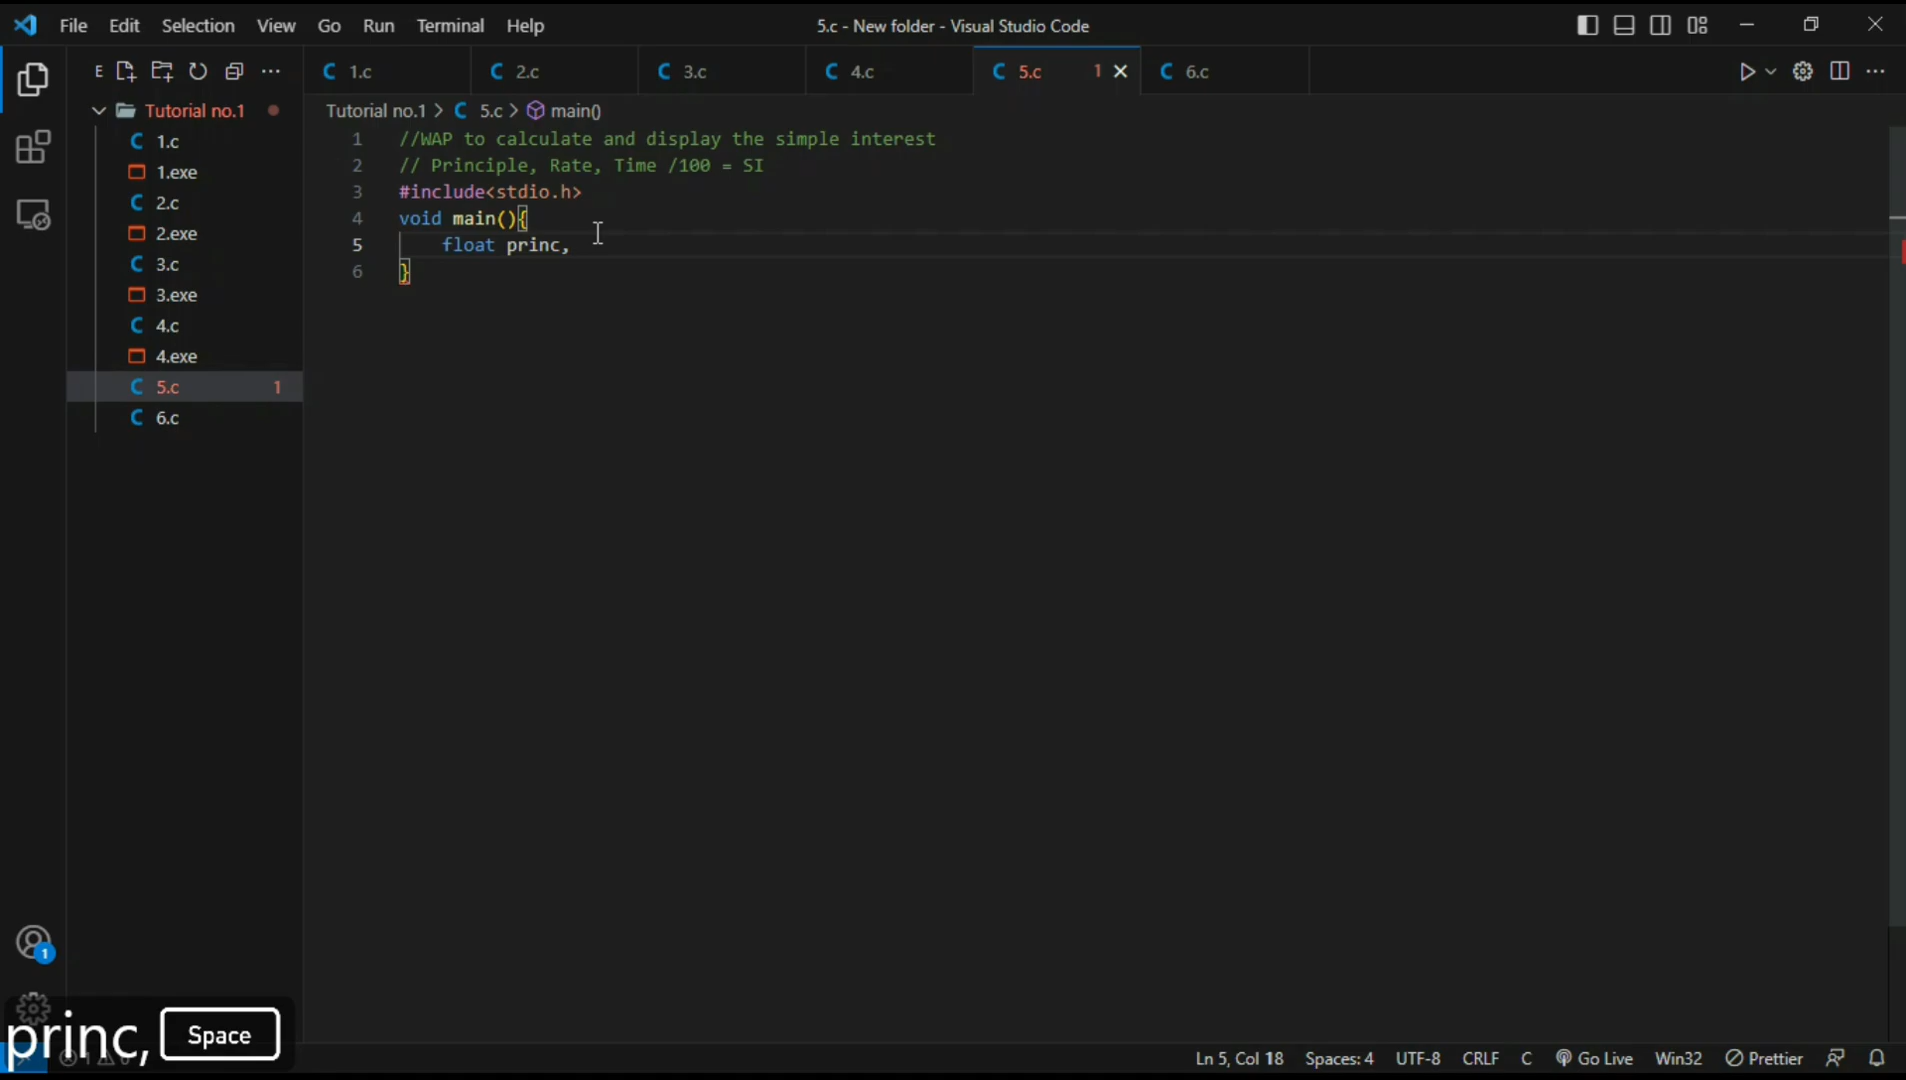 File Edit Selection View Go Run Terminal Help
5.c - New folder - Visual Studio Code
E
1.c
2.c
3.c
4.c
5.c 1
6.c
Tutorial no.1
1.c
1.exe
2.c
2.exe
3.c
3.exe
4.c
4.exe
5.c 1
6.c
Tutorial no.1 > C 5.c > main()
1 //WAP to calculate and display the simple interest
2 // Principle, Rate, Time /100 = SI
3 #include<stdio.h>
4 void main(){
5 float princ,
6 }
1
princ, Space
Ln 5, Col 18 Spaces: 4 UTF-8 CRLF C Go Live Win32 Prettier